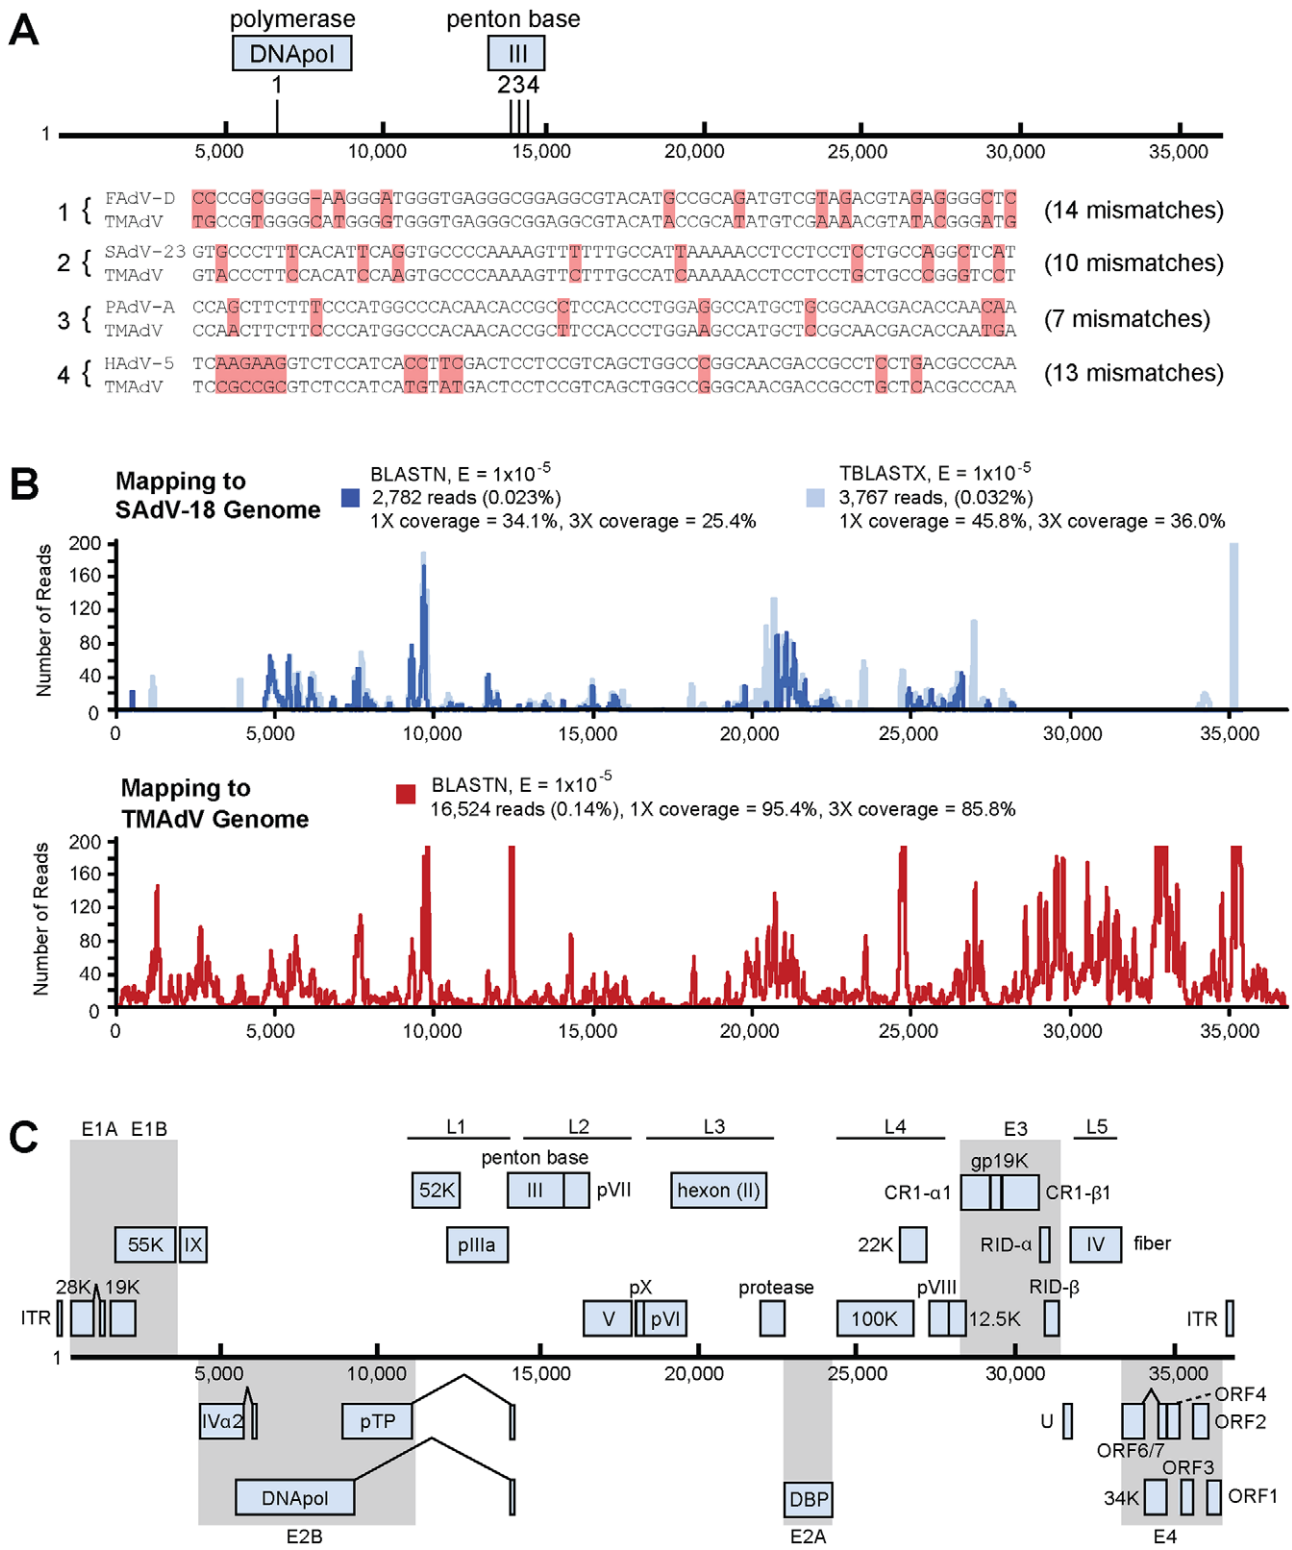 A
polymerase
penton base
DNApol
III
1
234
1
5,000 10,000 15,000 20,000 25,000 30,000 35,000
1 {
FAdV-D CCCCGCGGGG-AAGGGATGGGTGAGGGCGGAGGCGTACATGCCGCAGATGTCGTAGACGTAGAGGGGCTC
TMAdV TGCCGTGGGGCATGGGGTGGGTGAGGGCGGAGGCGTACATACCGCATATGTCGAAAACGTATACGGGATG
(14 mismatches)
2 {
SAdV-23 GTGCCCTTTCACATTCAGGTGCCCCAAAAGTTTTTTGCCATTAAAAACCTCCTCCTCCTGCCAGGCTCAT
TMAdV GTACCCTTCCACATCCAAGTGCCCCAAAAGTTCTTTGCCATCAAAAACCTCCTCCTGCTGCCCGGGTCCT
(10 mismatches)
3 {
PAdV-A CCAGCTTCTTTCCCATGGCCCACAACACCGCCTCCACCCTGGAGGCCATGCTGCGCAACGACACCAACAA
TMAdV CCAACTTCTTCCCCATGGCCCACAACACCGCTTCCACCCTGGAAGCCATGCTCCGCAACGACACCAATGA
(7 mismatches)
4 {
HAdV-5 TCAAGAAGGTCTCCATCACCTTCGACTCCTCCGTCAGCTGGCCCGGCAACGACCGCCTCCTGACGCCCAA
TMAdV TCCGCCGCGTCTCCATCATGTATGACTCCTCCGTCAGCTGGCCGGGCAACGACCGCCTGCTCACGCCCAA
(13 mismatches)
B
Mapping to
SAdV-18 Genome
BLASTN, E = 1x10-5
2,782 reads (0.023%)
1X coverage = 34.1%, 3X coverage = 25.4%
TBLASTX, E = 1x10-5
3,767 reads, (0.032%)
1X coverage = 45.8%, 3X coverage = 36.0%
Number of Reads
200
160
120
80
40
0
0 5,000 10,000 15,000 20,000 25,000 30,000 35,000
Mapping to
TMAdV Genome
BLASTN, E = 1x10-5
16,524 reads (0.14%), 1X coverage = 95.4%, 3X coverage = 85.8%
Number of Reads
200
160
120
80
40
0
0 5,000 10,000 15,000 20,000 25,000 30,000 35,000
C
E1A E1B L1 L2 L3 L4 E3 L5
penton base
gp19K
52K III pVII hexon (II) CR1-α1 CR1-β1
55K IX pIIIa 22K RID-α IV fiber
28K 19K pX protease pVIII RID-β
ITR V pVI 100K 12.5K ITR
1
5,000 10,000 15,000 20,000 25,000 30,000 35,000
ORF4
IVα2 pTP U ORF2
ORF6/7
ORF3
DNApol DBP 34K ORF1
E2B E2A E4